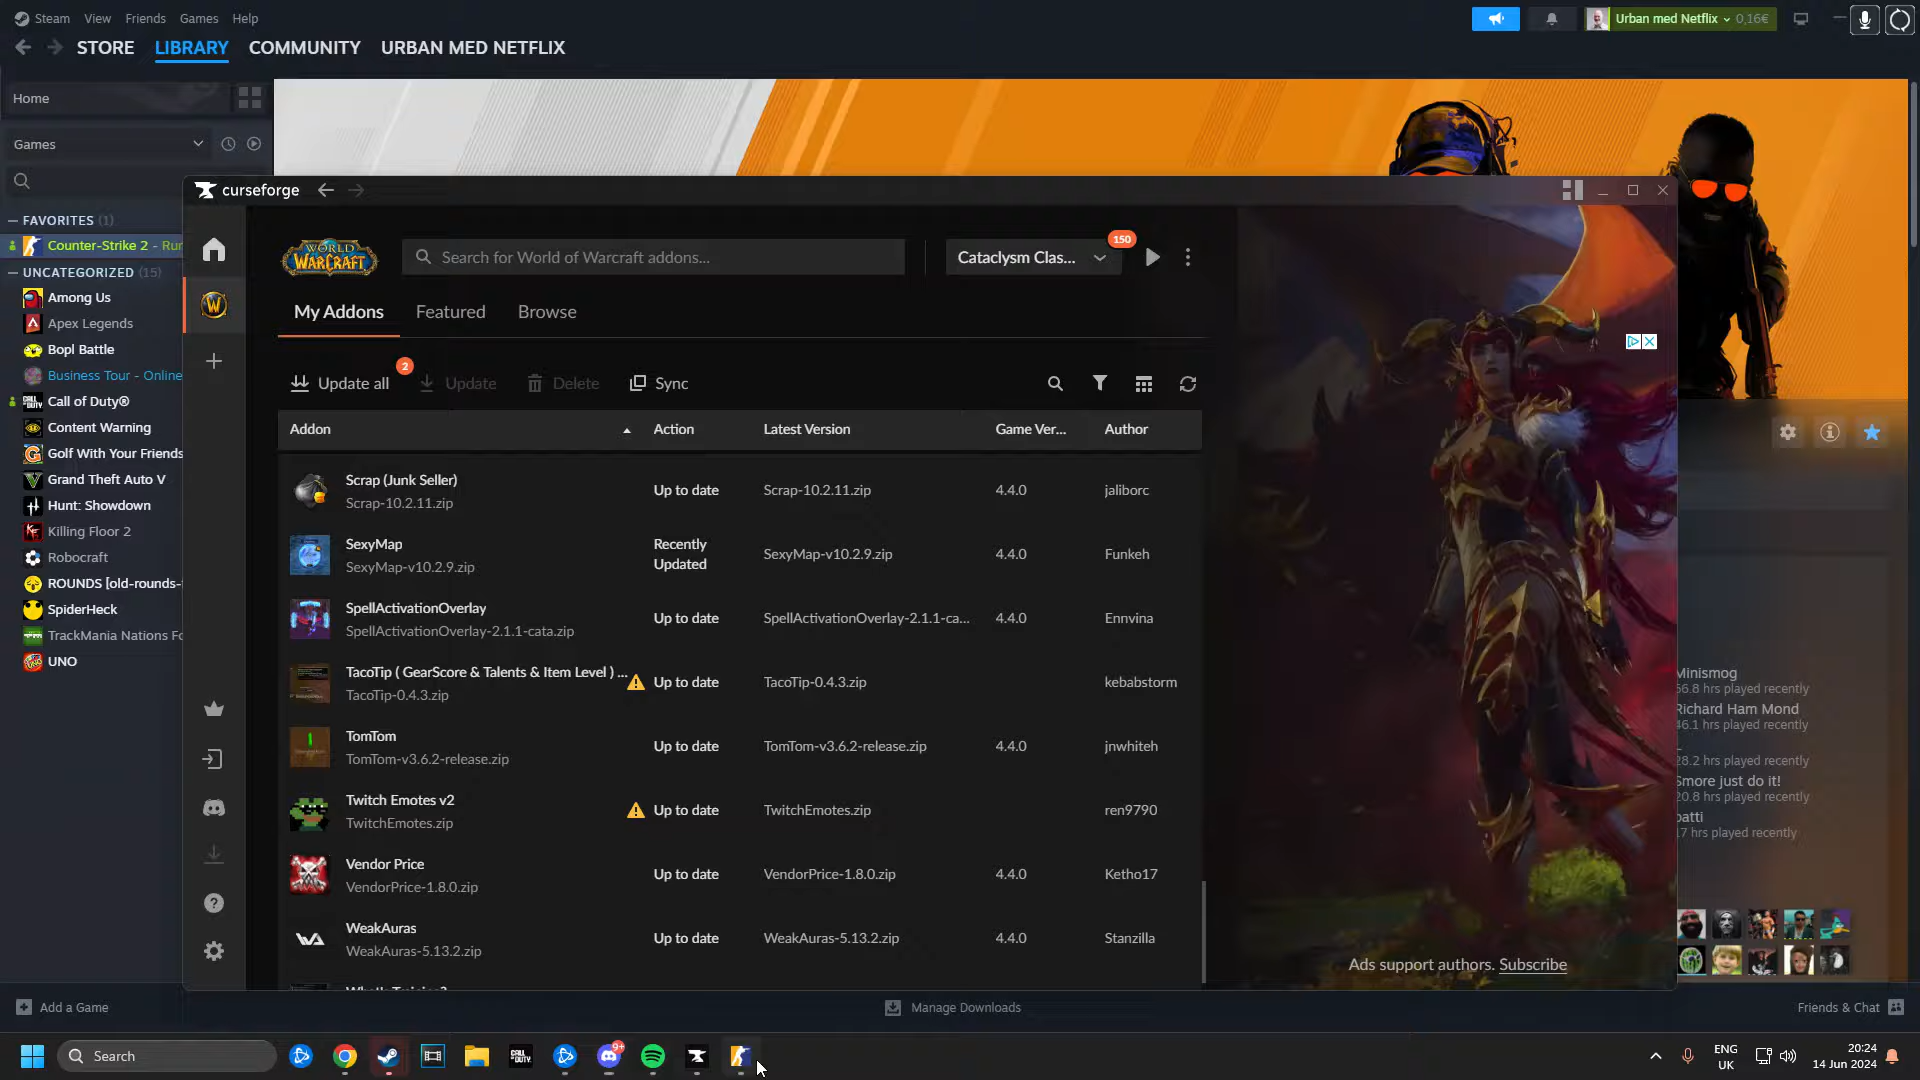 Steam View Friends Games Help
Urban med Netflix 0,16€
STORE LIBRARY COMMUNITY URBAN MED NETFLIX
Home
Games
FAVORITES (1)
Counter-Strike 2 - Run
UNCATEGORIZED (15)
Among Us
Apex Legends
Bopl Battle
Business Tour - Online
Call of Duty®
Content Warning
Golf With Your Friends
Grand Theft Auto V
Hunt: Showdown
Killing Floor 2
Robocraft
ROUNDS [old-rounds-
SpiderHeck
TrackMania Nations Fo
UNO
curseforge
WORLD WARCRAFT
Search for World of Warcraft addons...
Cataclysm Clas...
150
My Addons Featured Browse
Update all 2 Update Delete Sync
Addon Action Latest Version Game Ver... Author
Scrap (Junk Seller)
Scrap-10.2.11.zip
Up to date Scrap-10.2.11.zip 4.4.0 jaliborc
SexyMap
SexyMap-v10.2.9.zip
Recently
Updated
SexyMap-v10.2.9.zip 4.4.0 Funkeh
SpellActivationOverlay
SpellActivationOverlay-2.1.1-cata.zip
Up to date SpellActivationOverlay-2.1.1-ca... 4.4.0 Ennvina
TacoTip ( GearScore & Talents & Item Level ) ...
TacoTip-0.4.3.zip
Up to date TacoTip-0.4.3.zip kebabstorm
TomTom
TomTom-v3.6.2-release.zip
Up to date TomTom-v3.6.2-release.zip 4.4.0 jnwhiteh
Twitch Emotes v2
TwitchEmotes.zip
Up to date TwitchEmotes.zip ren9790
Vendor Price
VendorPrice-1.8.0.zip
Up to date VendorPrice-1.8.0.zip 4.4.0 Ketho17
WeakAuras
WeakAuras-5.13.2.zip
Up to date WeakAuras-5.13.2.zip 4.4.0 Stanzilla
Ads support authors. Subscribe
Minismog
56.8 hrs played recently
Richard Ham Mond
46.1 hrs played recently
28.2 hrs played recently
Smore just do it!
20.8 hrs played recently
patti
17 hrs played recently
Add a Game
Manage Downloads
Friends & Chat
Search
CALL DUTY
9+
ENG
UK
20:24
14 Jun 2024